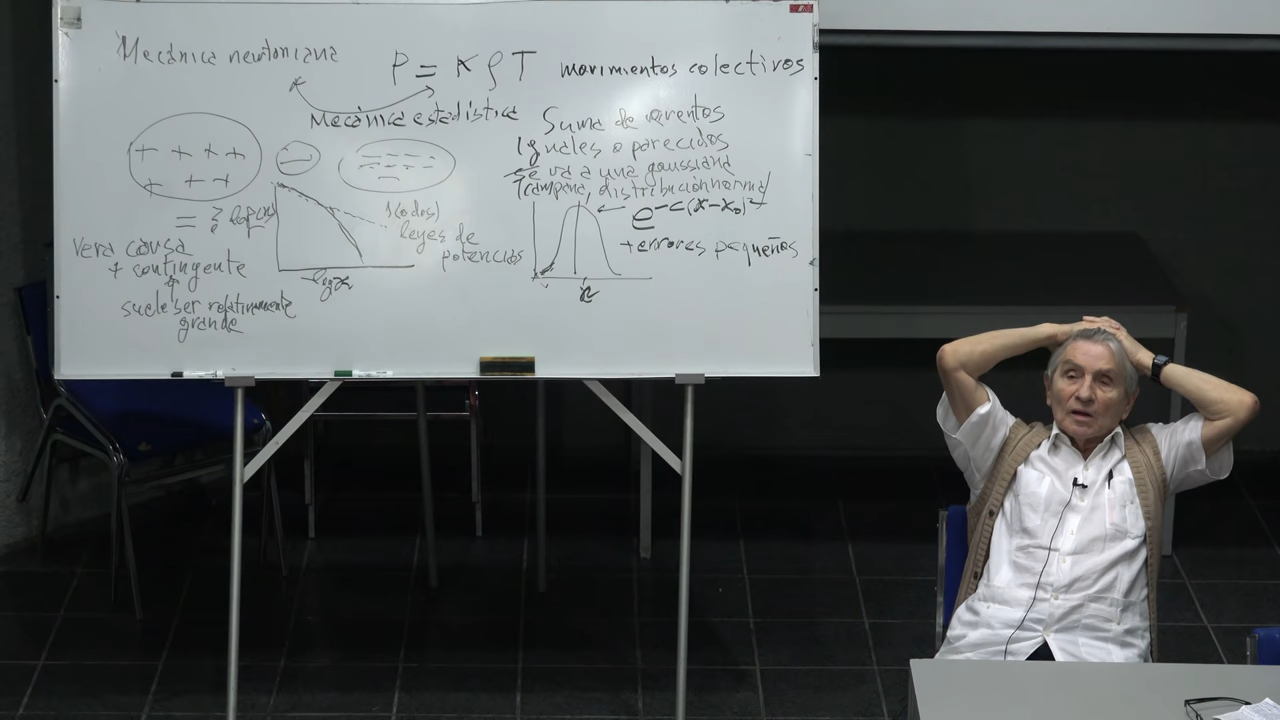 Mecánica newtoniana
P = K ρ T movimientos colectivos
Mecánica estadística
Suma de eventos
Iguales o parecidos
se va a una gaussiana
(campana, distribución normal
e^-c(x-x₀)²
+ errores pequeños
+ + + +
+ + +
leyes de
potencias
log x
x
vera causa
+ contingente
suele ser relativamente
grande